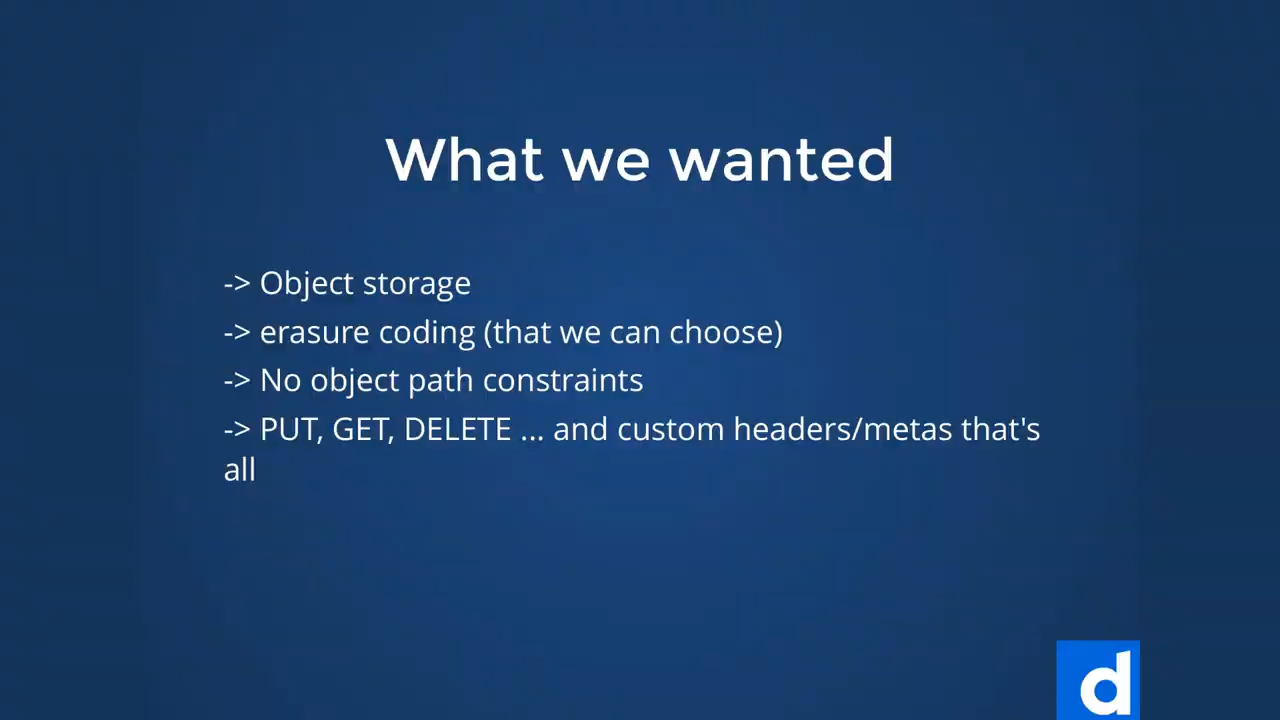 What we wanted
-> Object storage
-> erasure coding (that we can choose)
-> No object path constraints
-> PUT, GET, DELETE ... and custom headers/metas that's
all
d